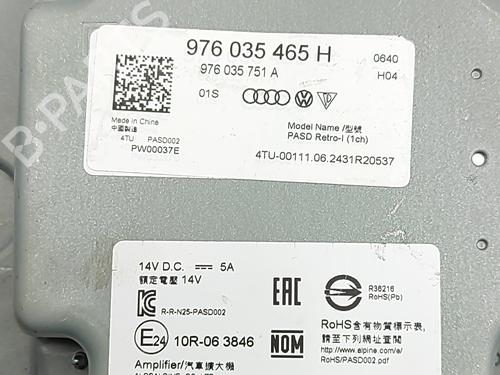 976 035 465 H
0640
976 035 751 A
H04
01S
Made in China
中國製造
4TU PASD002
PW00037E
Model Name /型號
PASD Retro-I (1ch)
4TU-00111.06.2431R20537
B-PARTS
14V D.C. 5A
額定電壓 14V
R-R-N25-PASD002
E24 10R-06 3846
EAC
NOM
R36216
RoHS(Pb)
RoHS含有物質標示表,
請至下列網址查閱
http://www.alpine.com/e/
RoHS/PASD002.pdf
Amplifier/汽車擴大機